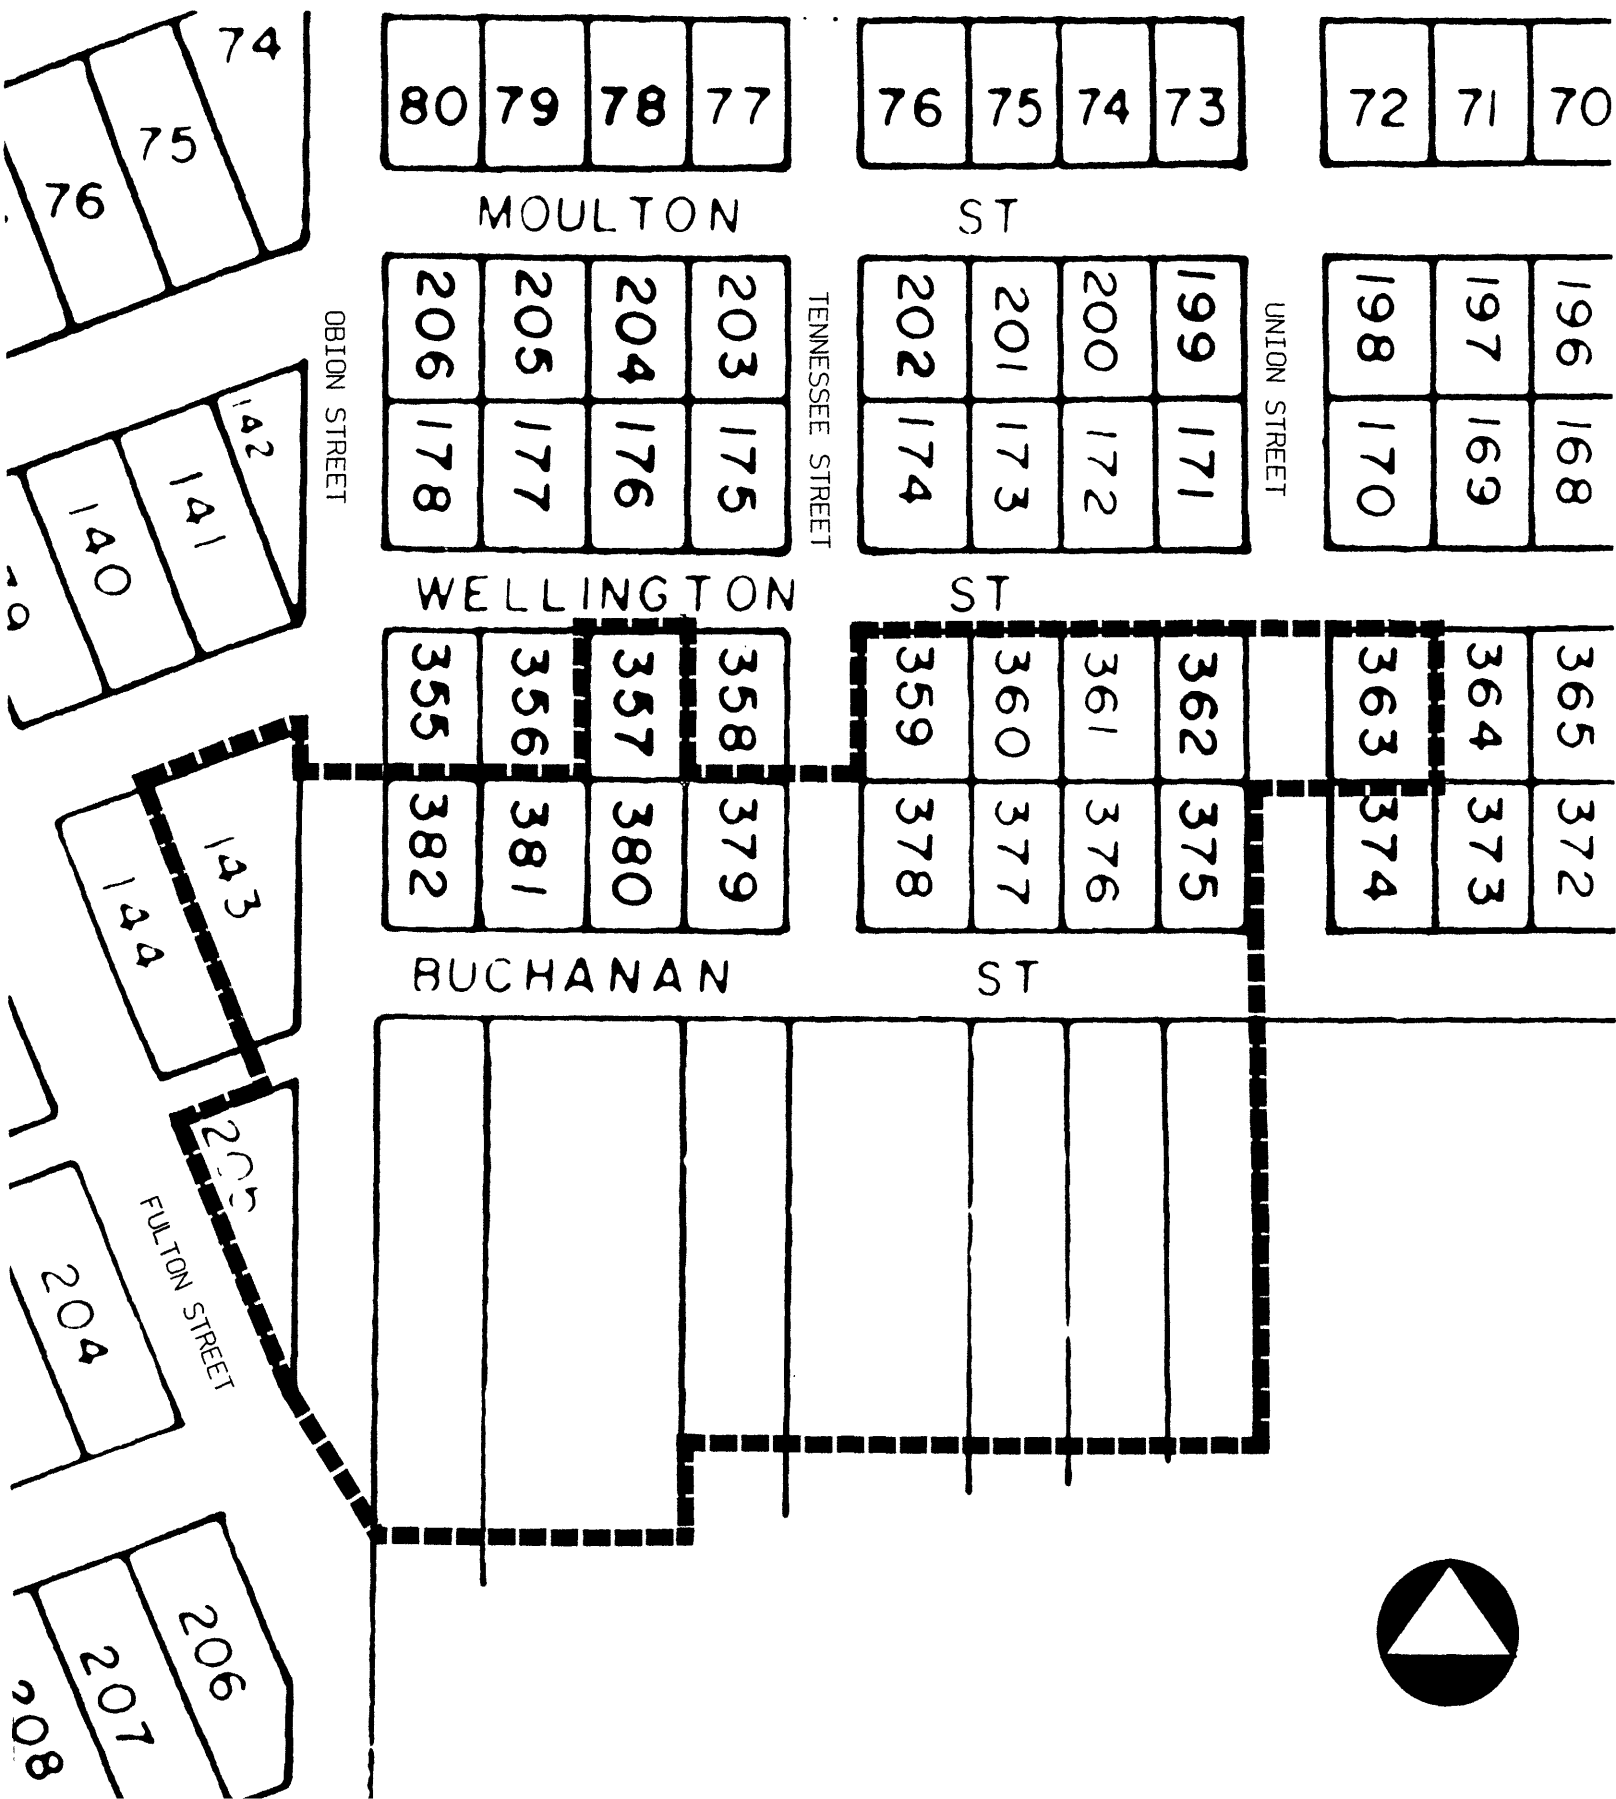 74
75
76
80 79 78 77
76 75 74 73
72 71 70
MOULTON ST
206 205 204 203
202 201 200 199
198 197 196
OBION STREET
TENNESSEE STREET
UNION STREET
178 177 176 175
174 173 172 171
170 169 168
142
141
140
WELLINGTON ST
355 356 357 358
359 360 361 362
363 364 365
382 381 380 379
378 377 376 375
374 373 372
143
144
BUCHANAN ST
205
204
FULTON STREET
206
207
208